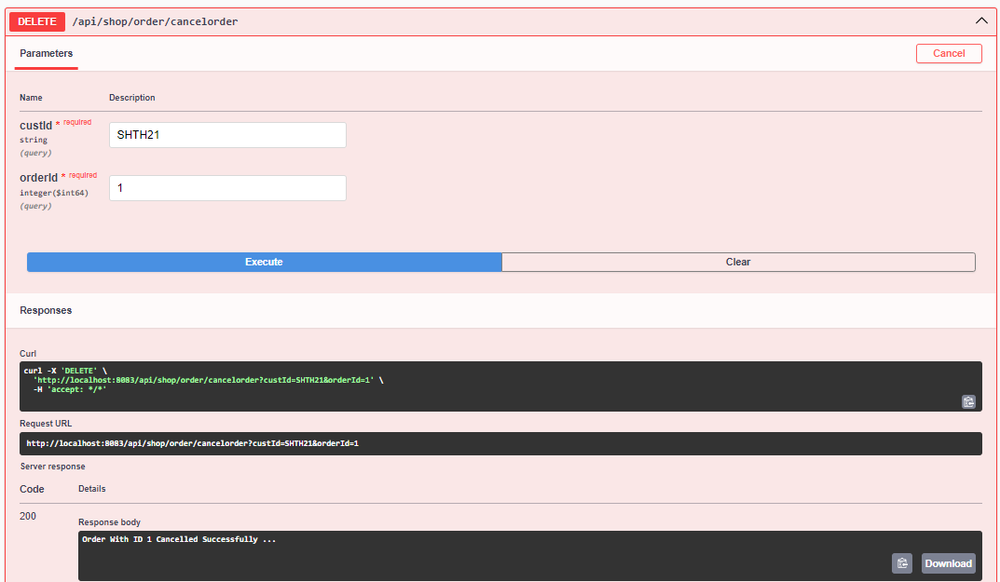 DELETE /api/shop/order/cancelorder
Parameters
Cancel
Name Description
custId * required
string
(query)
SHTH21
orderId * required
integer($int64)
(query)
1
Execute
Clear
Responses
Curl
curl -X 'DELETE' \
'http://localhost:8083/api/shop/order/cancelorder?custId=SHTH21&orderId=1' \
-H 'accept: */*'
Request URL
http://localhost:8083/api/shop/order/cancelorder?custId=SHTH21&orderId=1
Server response
Code Details
200
Response body
Order With ID 1 Cancelled Successfully ...
Download